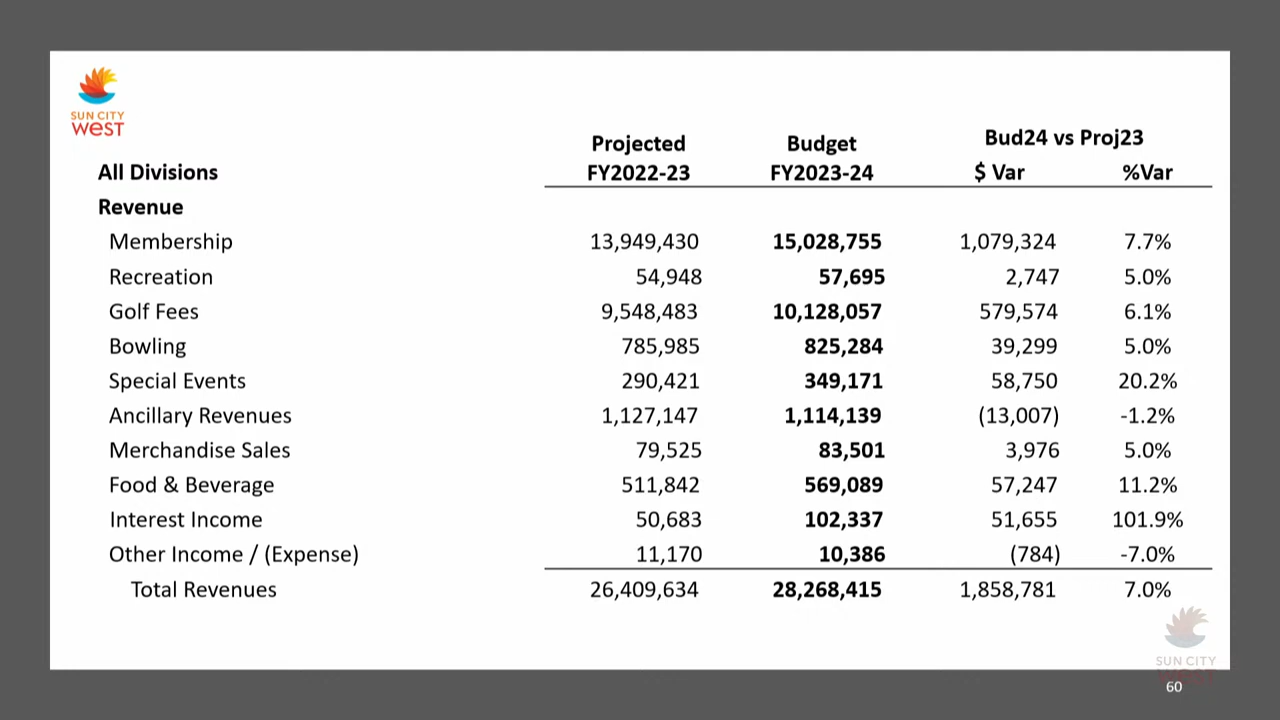 SUN CITY
WEST
Projected Budget Bud24 vs Proj23
All Divisions FY2022-23 FY2023-24 $ Var %Var
Revenue
Membership 13,949,430 15,028,755 1,079,324 7.7%
Recreation 54,948 57,695 2,747 5.0%
Golf Fees 9,548,483 10,128,057 579,574 6.1%
Bowling 785,985 825,284 39,299 5.0%
Special Events 290,421 349,171 58,750 20.2%
Ancillary Revenues 1,127,147 1,114,139 (13,007) -1.2%
Merchandise Sales 79,525 83,501 3,976 5.0%
Food & Beverage 511,842 569,089 57,247 11.2%
Interest Income 50,683 102,337 51,655 101.9%
Other Income / (Expense) 11,170 10,386 (784) -7.0%
Total Revenues 26,409,634 28,268,415 1,858,781 7.0%
SUN CITY
WEST
60